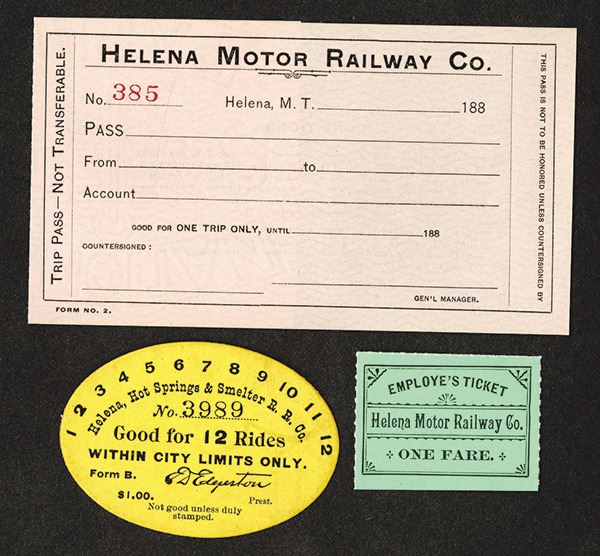 HELENA MOTOR RAILWAY CO.
TRIP PASS—NOT TRANSFERABLE.
No. 385 Helena, M. T. 188
PASS
From to
Account
GOOD FOR ONE TRIP ONLY, UNTIL 188
COUNTERSIGNED:
GEN'L MANAGER.
THIS PASS IS NOT TO BE HONORED UNLESS COUNTERSIGNED BY
FORM NO. 2.
1 2 3 4 5 6 7 8 9 10 11 12
Helena, Hot Springs & Smelter R. R. Co.
No. 3989
Good for 12 Rides
WITHIN CITY LIMITS ONLY.
Form B. E D Edgerton
$1.00. Prest.
Not good unless duly
stamped.
EMPLOYE'S TICKET
Helena Motor Railway Co.
ONE FARE.